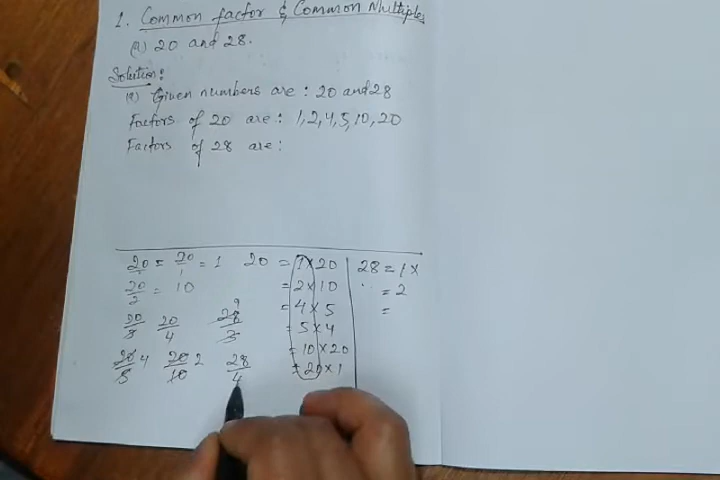 1. Common factor & Common Multiples
(a) 20 and 28.
Solution:
(a) Given numbers are : 20 and 28
Factors of 20 are : 1,2,4,5,10,20
Factors of 28 are :
20/1 = 20/1 = 1
20/2 = 10
20/3 20/4 28/3 9
20/5 4 20/10 2 28/4
20 = 1 × 20
= 2 × 10
= 4 × 5
= 5 × 4
= 10 × 20
= 20 × 1
28 = 1 ×
= 2
=